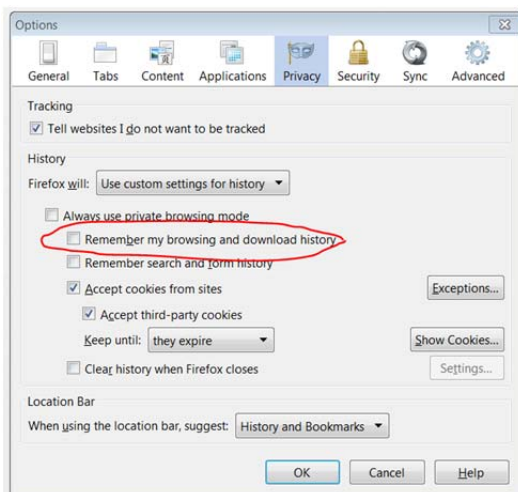 Options
General Tabs Content Applications Privacy Security Sync Advanced
Tracking
Tell websites I do not want to be tracked
History
Firefox will: Use custom settings for history
Always use private browsing mode
Remember my browsing and download history
Remember search and form history
Accept cookies from sites Exceptions...
Accept third-party cookies
Keep until: they expire Show Cookies...
Clear history when Firefox closes Settings...
Location Bar
When using the location bar, suggest: History and Bookmarks
OK Cancel Help